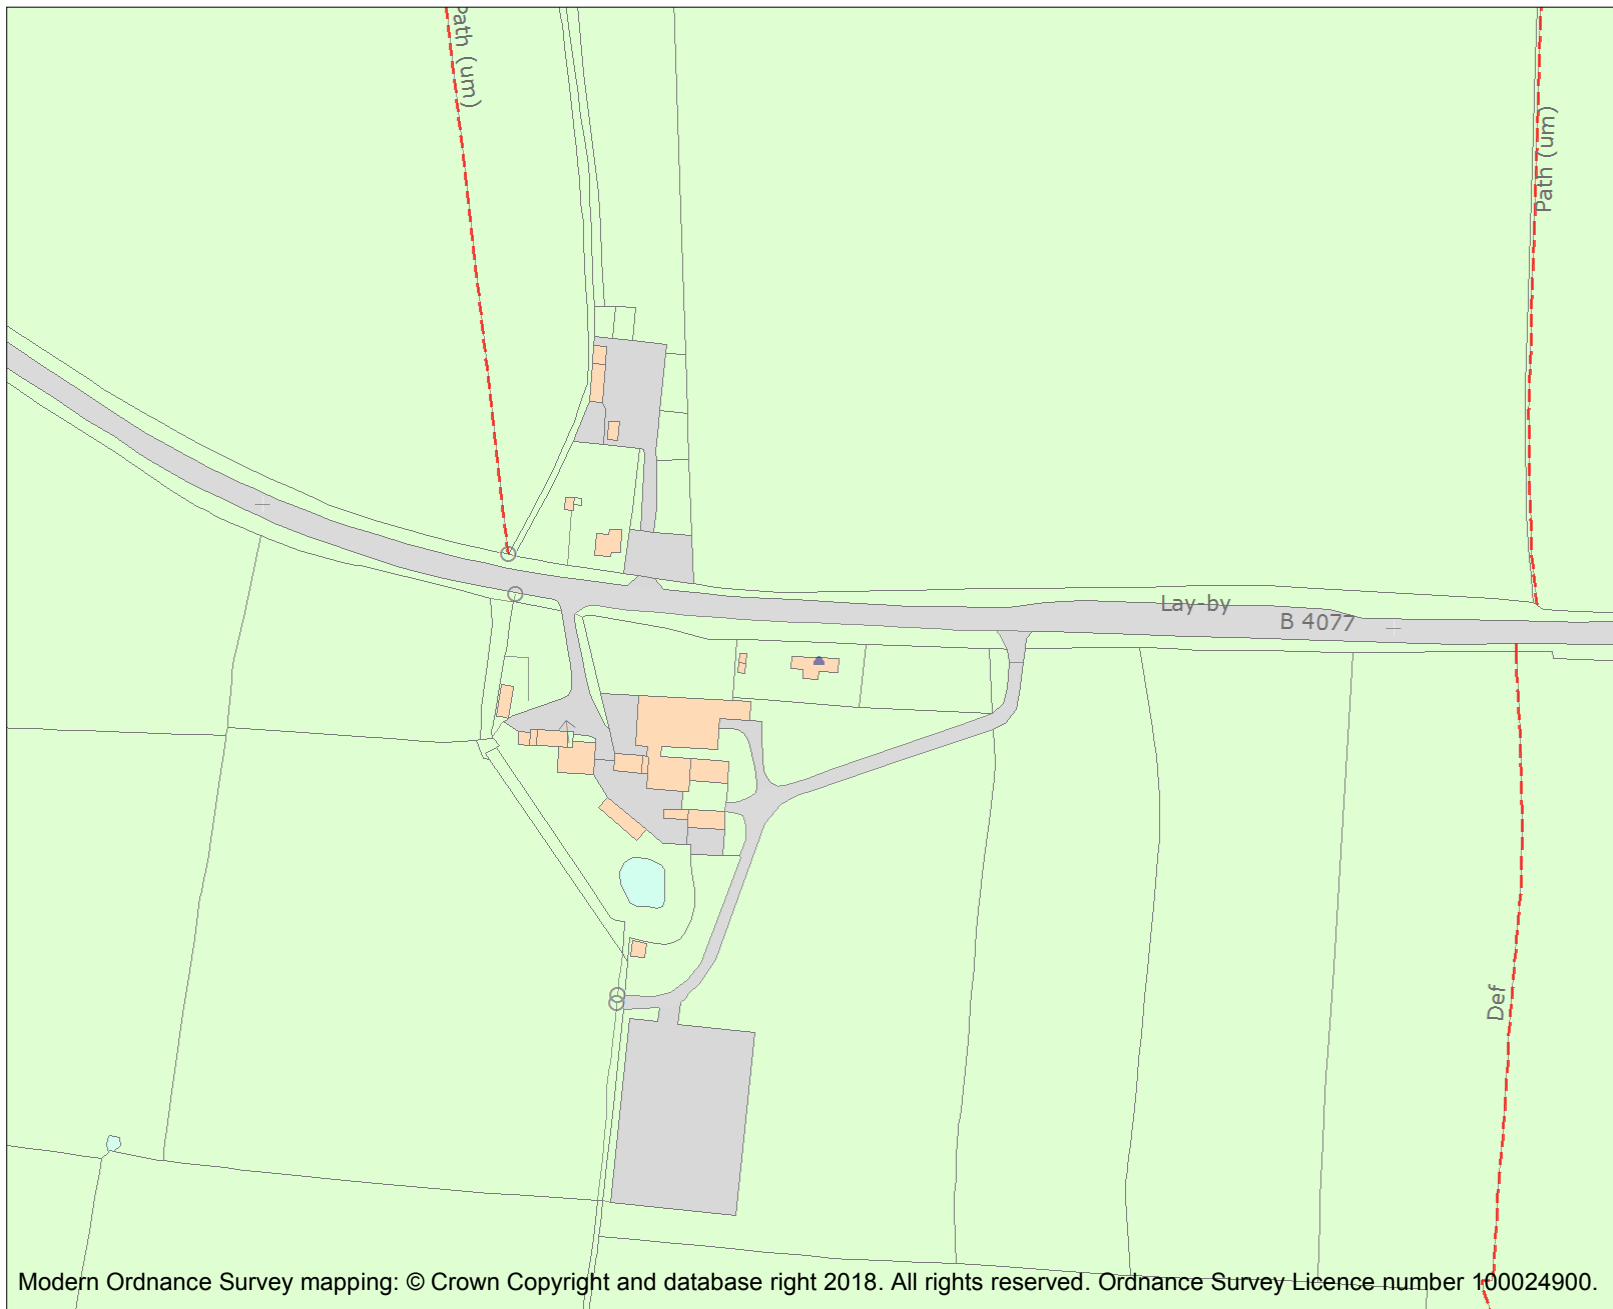 Path (um)
Path (um)
Lay-by
B 4077
Def
Modern Ordnance Survey mapping: © Crown Copyright and database right 2018. All rights reserved. Ordnance Survey Licence number 100024900.